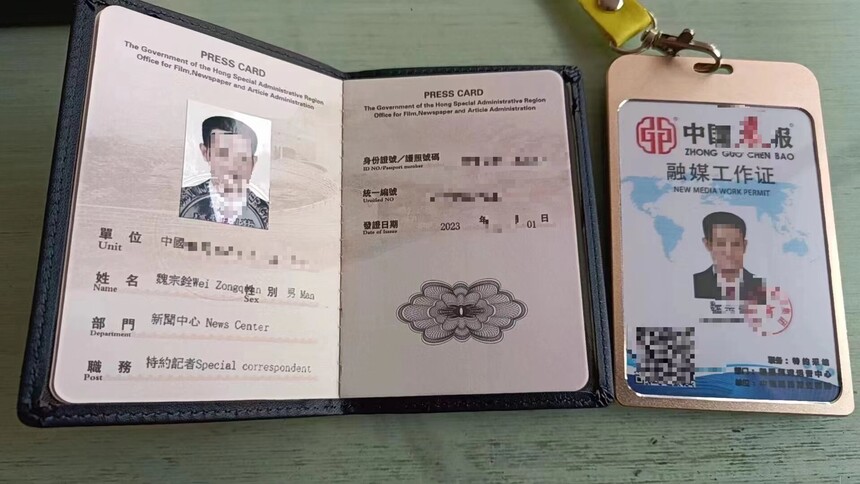 PRESS CARD
The Government of the Hong Special Administrative Region
Office for Film,Newspaper and Article Administration
單位 中國
Unit
姓名 魏宗銓Wei Zongquan 性別 男 Man
Name Sex
部門 新聞中心 News Center
Department
職務 特約記者Special correspondent
Post
PRESS CARD
The Government of the Hong Special Administrative Region
Office for Film,Newspaper and Article Administration
身份證號/護照號碼
ID NO/Passport number
統一編號
Unified NO
發證日期 2023 年 01 日
Date of Issue
中国 报
ZHONG GUO CHEN BAO
融媒工作证
NEW MEDIA WORK PERMIT